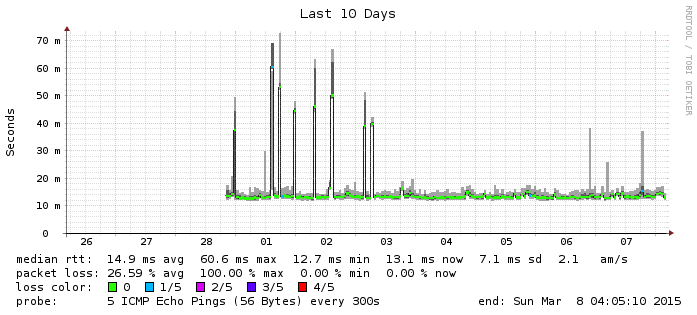 Last 10 Days
RRDTOOL / TOBI OETIKER
Seconds
70 m
60 m
50 m
40 m
30 m
20 m
10 m
0
26 27 28 01 02 03 04 05 06 07
median rtt: 14.9 ms avg 60.6 ms max 12.7 ms min 13.1 ms now 7.1 ms sd 2.1 am/s
packet loss: 26.59 % avg 100.00 % max 0.00 % min 0.00 % now
loss color: 0 1/5 2/5 3/5 4/5
probe: 5 ICMP Echo Pings (56 Bytes) every 300s end: Sun Mar 8 04:05:10 2015